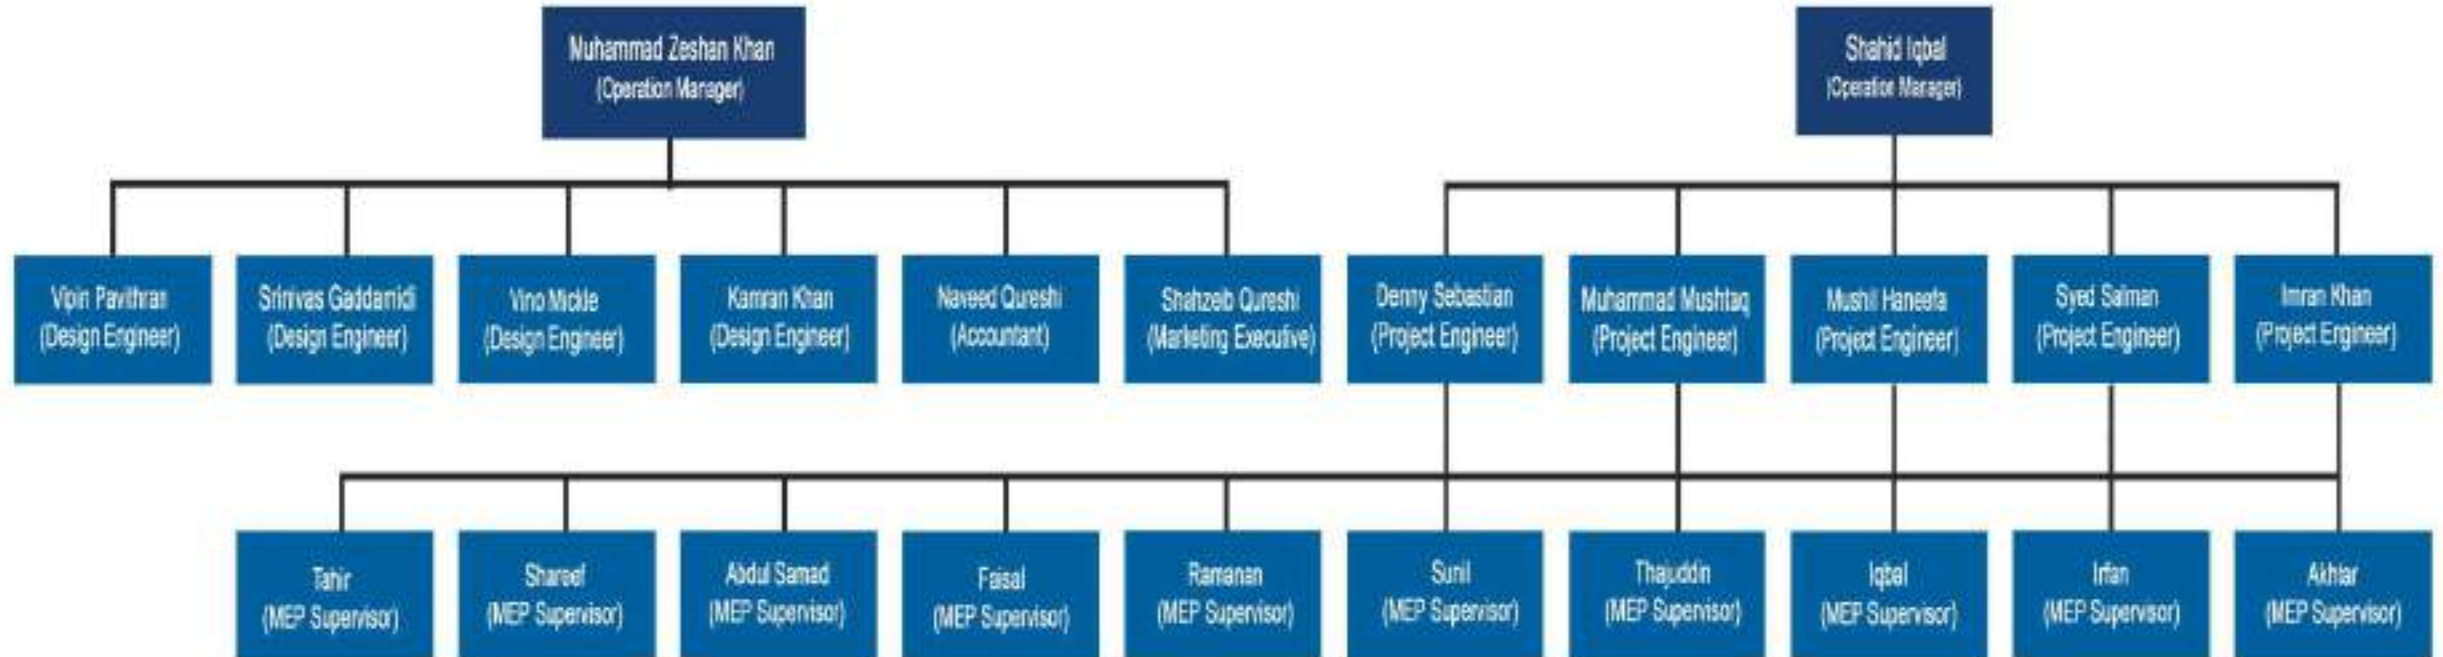 Muhammad Zeshan Khan
(Operation Manager)
Shahid Iqbal
(Operation Manager)
Vipin Pavithran
(Design Engineer)
Srinivas Gaddamidi
(Design Engineer)
Vino Mickle
(Design Engineer)
Kamran Khan
(Design Engineer)
Naveed Qureshi
(Accountant)
Shahzeib Qureshi
(Marketing Executive)
Denny Sebastian
(Project Engineer)
Muhammad Mushtaq
(Project Engineer)
Mushil Haneefa
(Project Engineer)
Syed Salman
(Project Engineer)
Imran Khan
(Project Engineer)
Tahir
(MEP Supervisor)
Shareef
(MEP Supervisor)
Abdul Samad
(MEP Supervisor)
Faisal
(MEP Supervisor)
Ramanan
(MEP Supervisor)
Sunil
(MEP Supervisor)
Thajuddin
(MEP Supervisor)
Iqbal
(MEP Supervisor)
Irfan
(MEP Supervisor)
Akhtar
(MEP Supervisor)